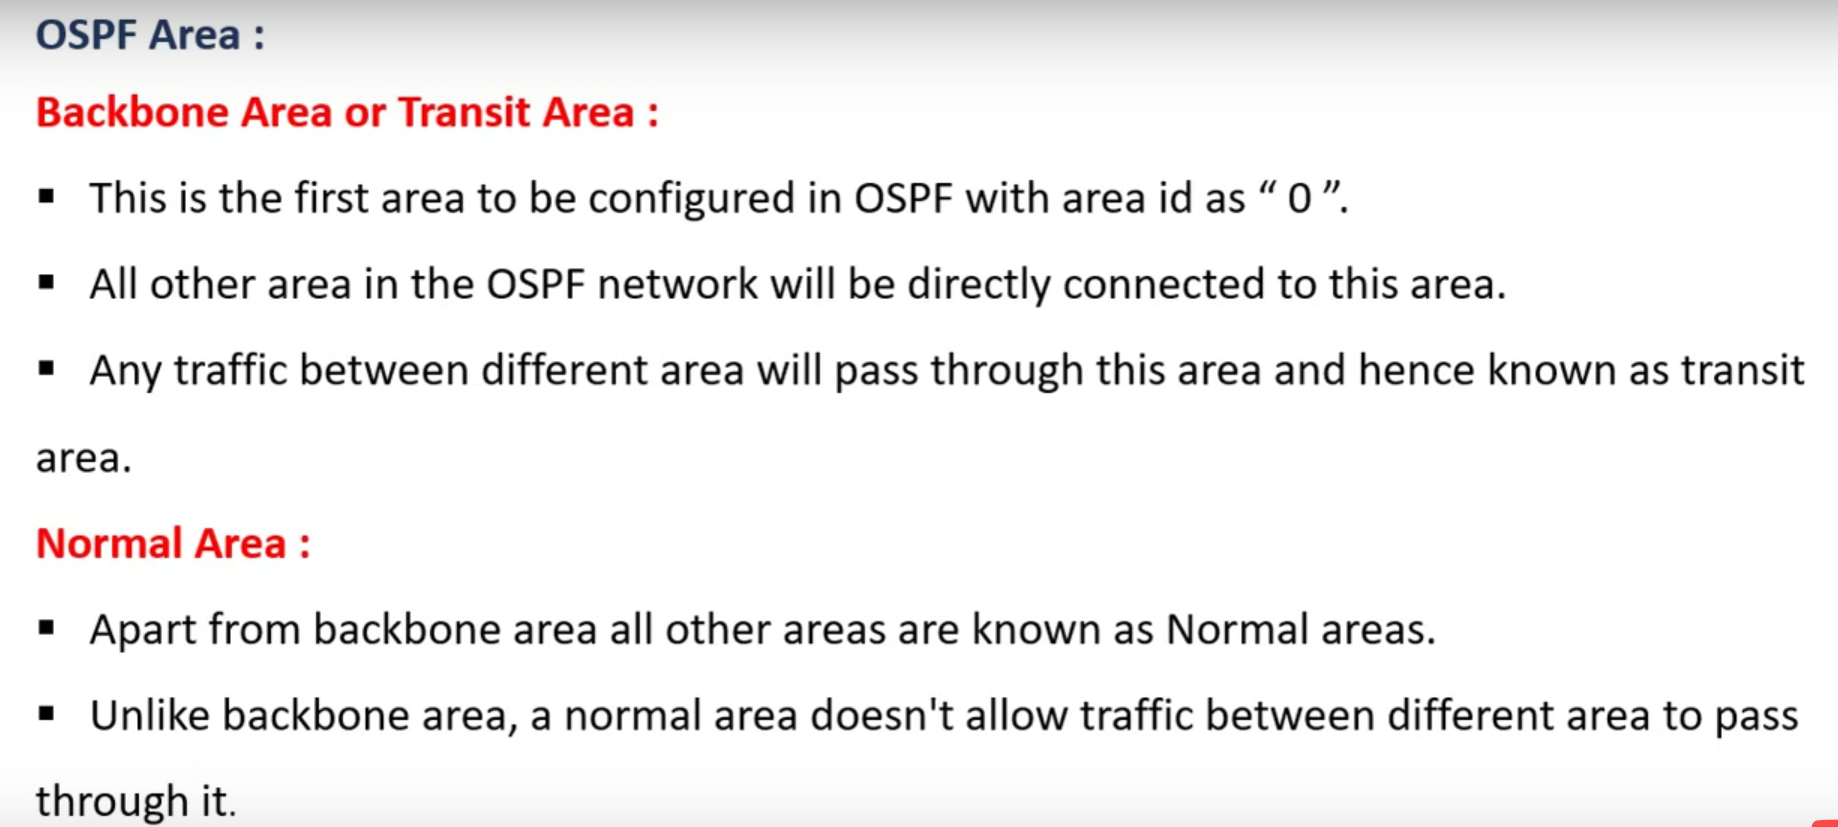 OSPF Area :
Backbone Area or Transit Area :
▪ This is the first area to be configured in OSPF with area id as “ 0 ”.
▪ All other area in the OSPF network will be directly connected to this area.
▪ Any traffic between different area will pass through this area and hence known as transit
area.
Normal Area :
▪ Apart from backbone area all other areas are known as Normal areas.
▪ Unlike backbone area, a normal area doesn't allow traffic between different area to pass
through it.